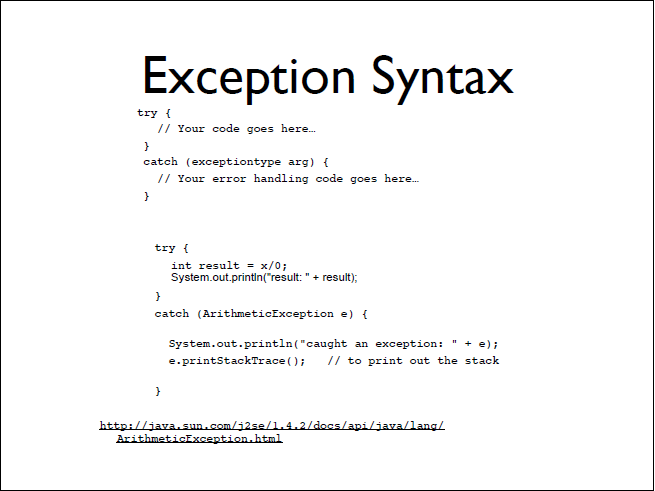 Exception Syntax
try {
// Your code goes here…
}
catch (exceptiontype arg) {
// Your error handling code goes here…
}
try {
int result = x/0;
System.out.println("result: " + result);
}
catch (ArithmeticException e) {
System.out.println("caught an exception: " + e);
e.printStackTrace();   // to print out the stack
}
http://java.sun.com/j2se/1.4.2/docs/api/java/lang/
ArithmeticException.html